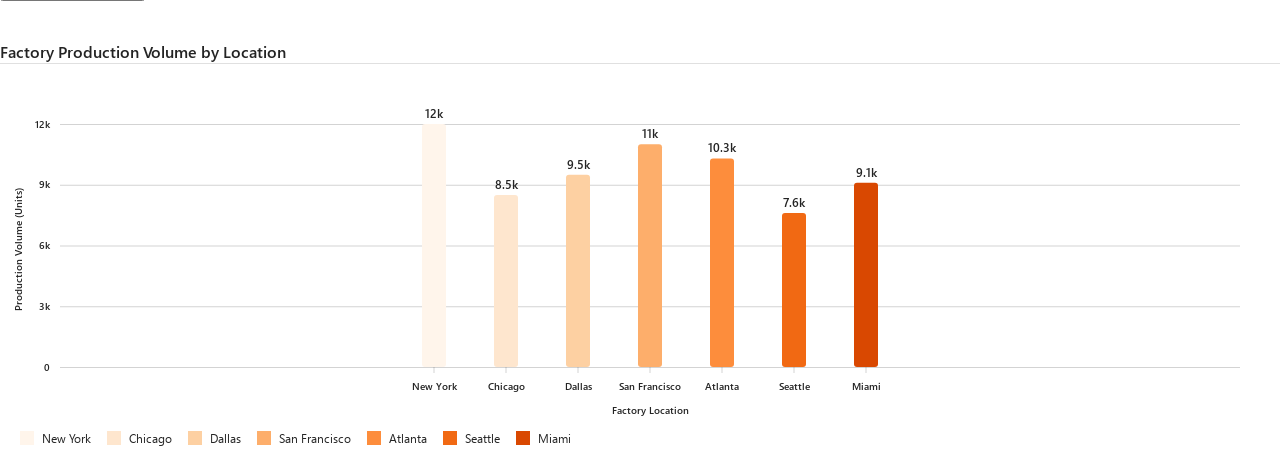 Factory Production Volume by Location
12k
11k
10.3k
9.5k
9.1k
8.5k
7.6k
12k
9k
6k
3k
0
Production Volume (Units)
New York Chicago Dallas San Francisco Atlanta Seattle Miami
Factory Location
New York Chicago Dallas San Francisco Atlanta Seattle Miami